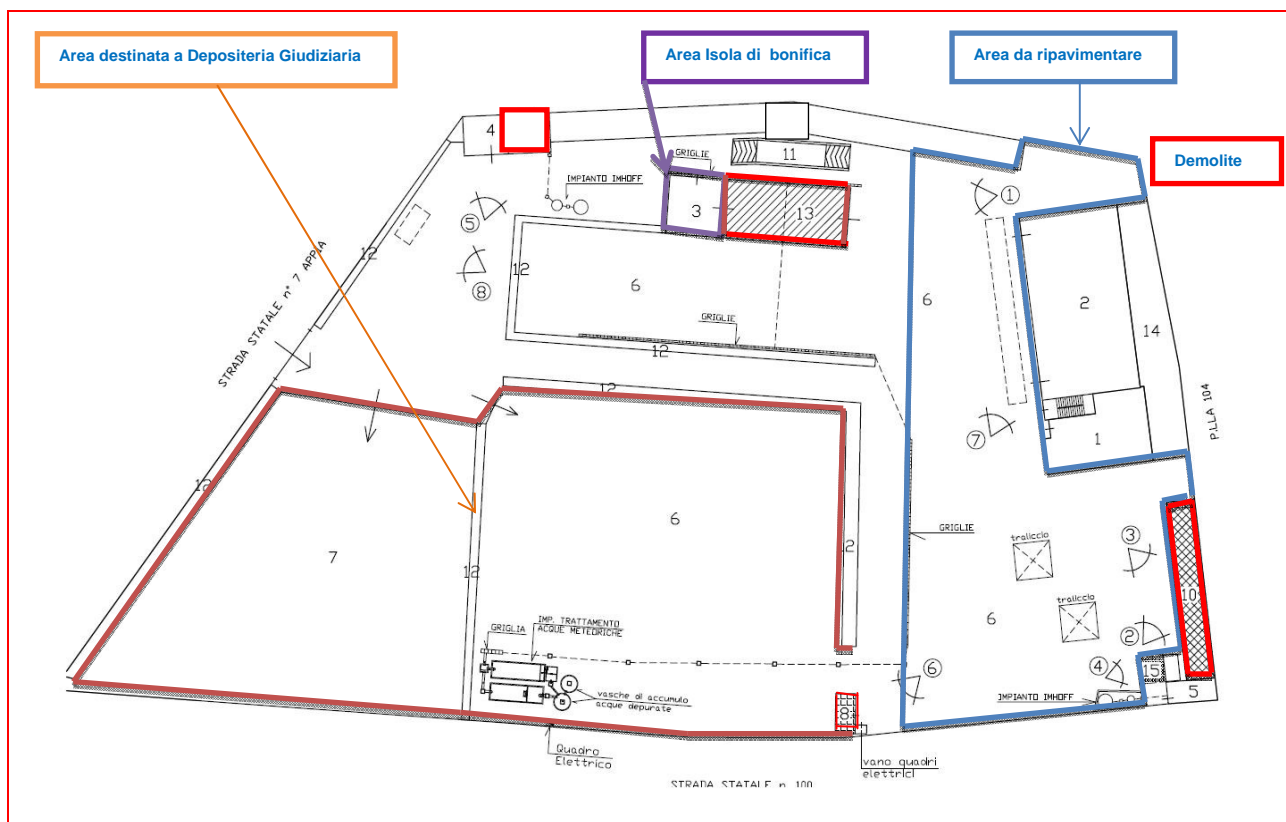 Area destinata a Depositeria Giudiziaria
Area Isola di bonifica
Area da ripavimentare
Demolite
4
11
GRIGLIE
IMPIANTO IMHOFF
3
13
1
5
12
12
6
8
6
2
14
STRADA STATALE n° 7 APPIA
GRIGLIE
12
12
7
1
P.LLA 104
12
6
7
12
2
GRIGLIE
traliccio
3
10
traliccio
6
2
IMP. TRATTAMENTO
ACQUE METEORICHE
GRIGLIA
6
4
15
5
vasche di accumulo
acque depurate
8
IMPIANTO IMHOFF
Quadro
Elettrico
vano quadri
elettrici
STRADA STATALE n. 100